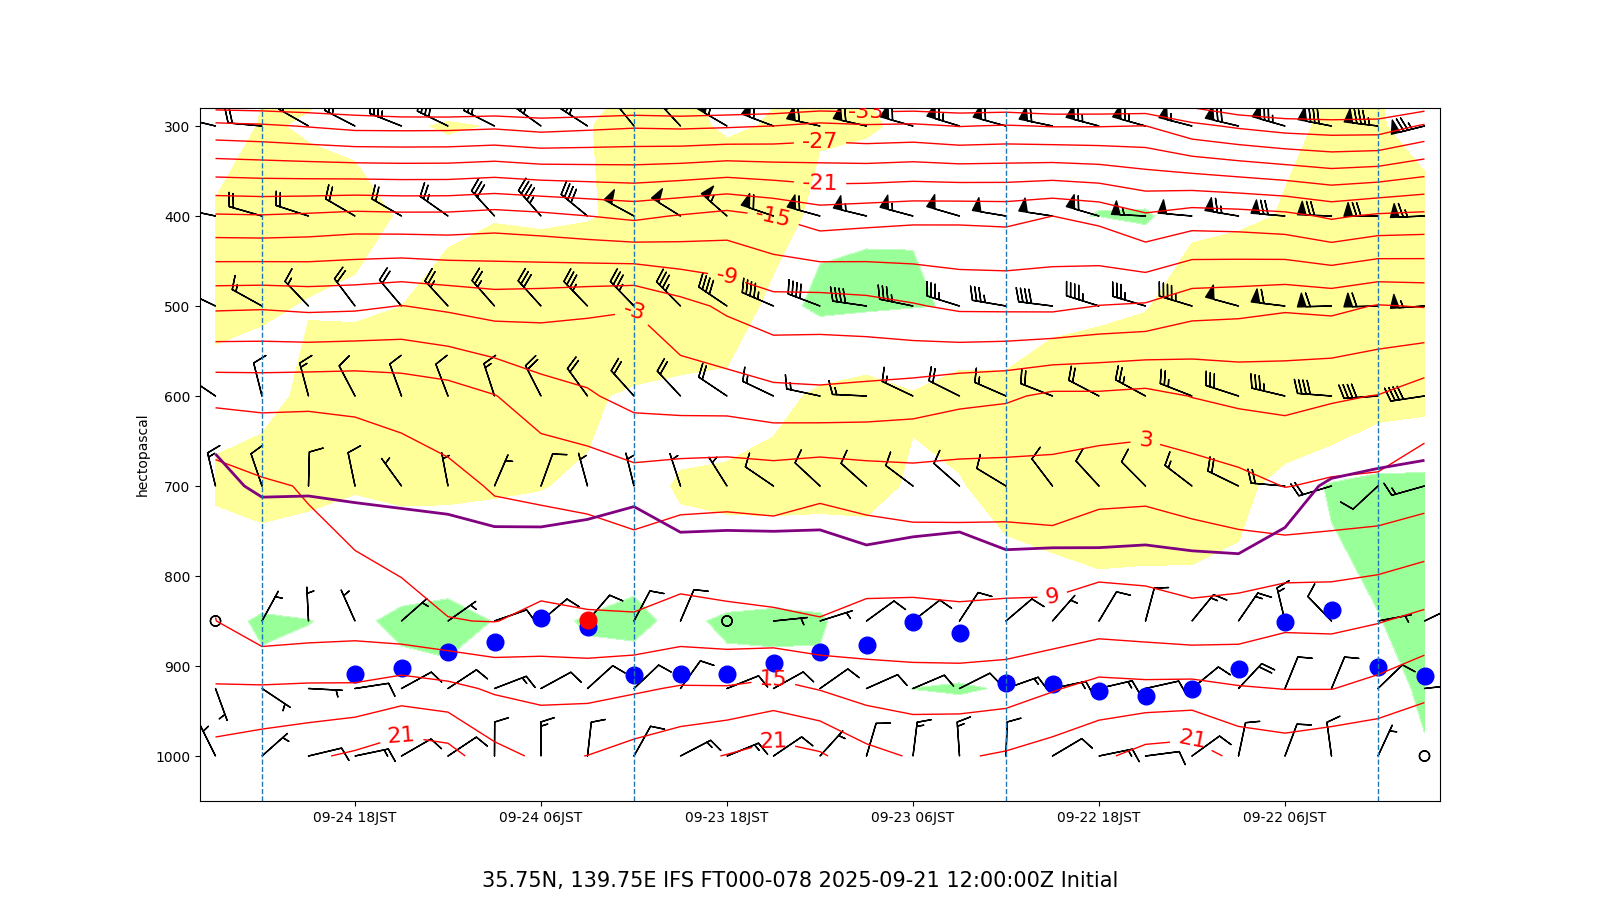 -33
300
-27
-21
-15
400
-9
500
-3
600
3
hectopascal
700
800
9
900
15
21
21
21
1000
09-24 18JST
09-24 06JST
09-23 18JST
09-23 06JST
09-22 18JST
09-22 06JST
35.75N, 139.75E IFS FT000-078 2025-09-21 12:00:00Z Initial